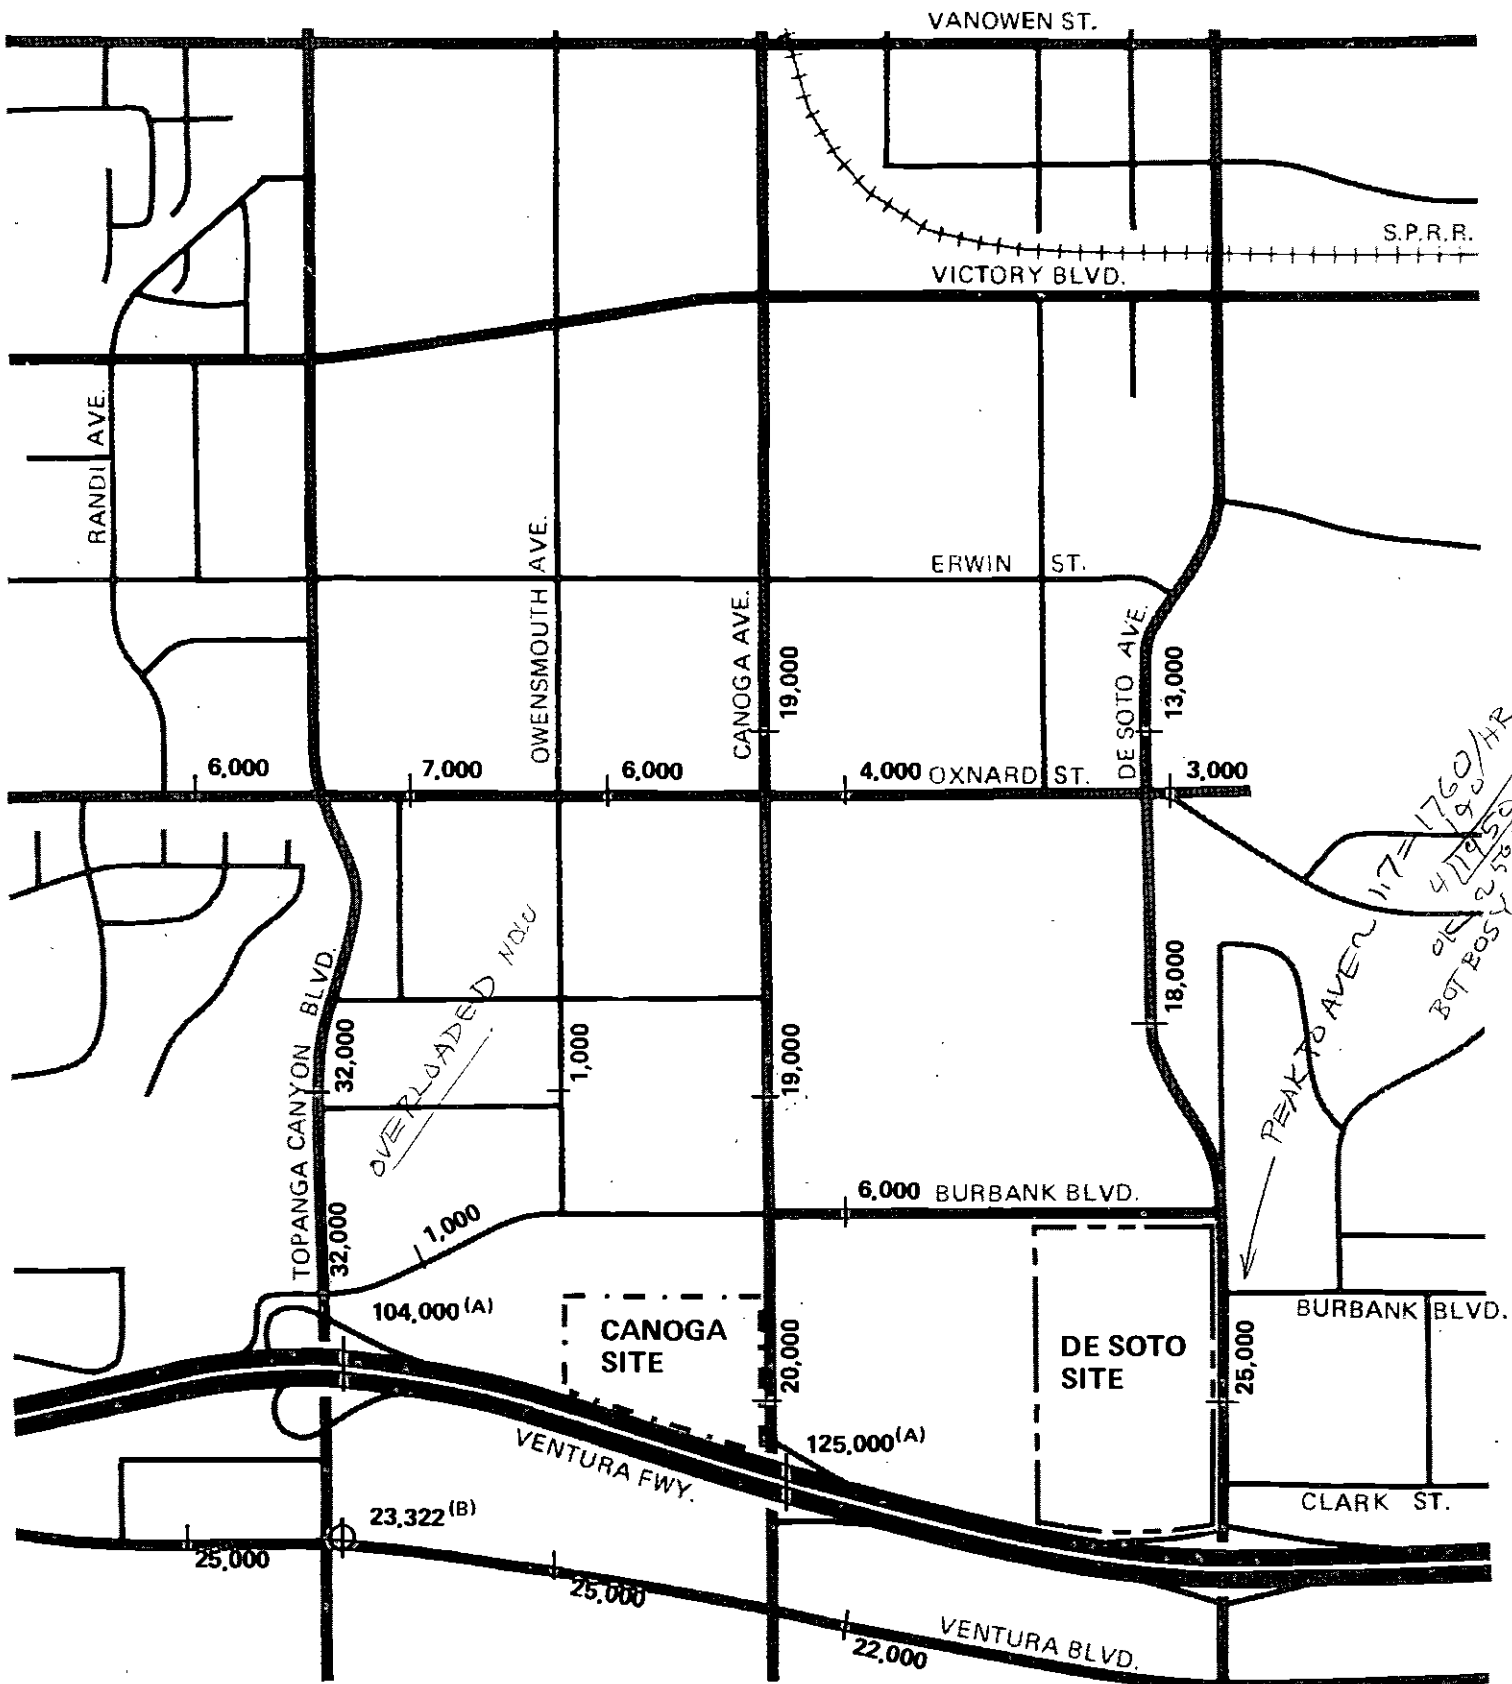 VANOWEN ST.
S.P.R.R.
VICTORY BLVD.
RANDI AVE.
OWENSMOUTH AVE.
ERWIN ST.
CANOGA AVE.
19,000
DE SOTO AVE.
13,000
6,000
7,000
6,000
4,000
OXNARD ST.
3,000
PEAK TO AVER 1.7 = 1760/HR
190
4 1950
OVERLOADED NOW
TOPANGA CANYON BLVD.
32,000
1,000
19,000
18,000
32,000
1,000
6,000
BURBANK BLVD.
104,000 (A)
CANOGA
SITE
20,000
DE SOTO
SITE
25,000
BURBANK BLVD.
125,000 (A)
VENTURA FWY.
CLARK ST.
23,322 (B)
25,000
25,000
22,000
VENTURA BLVD.